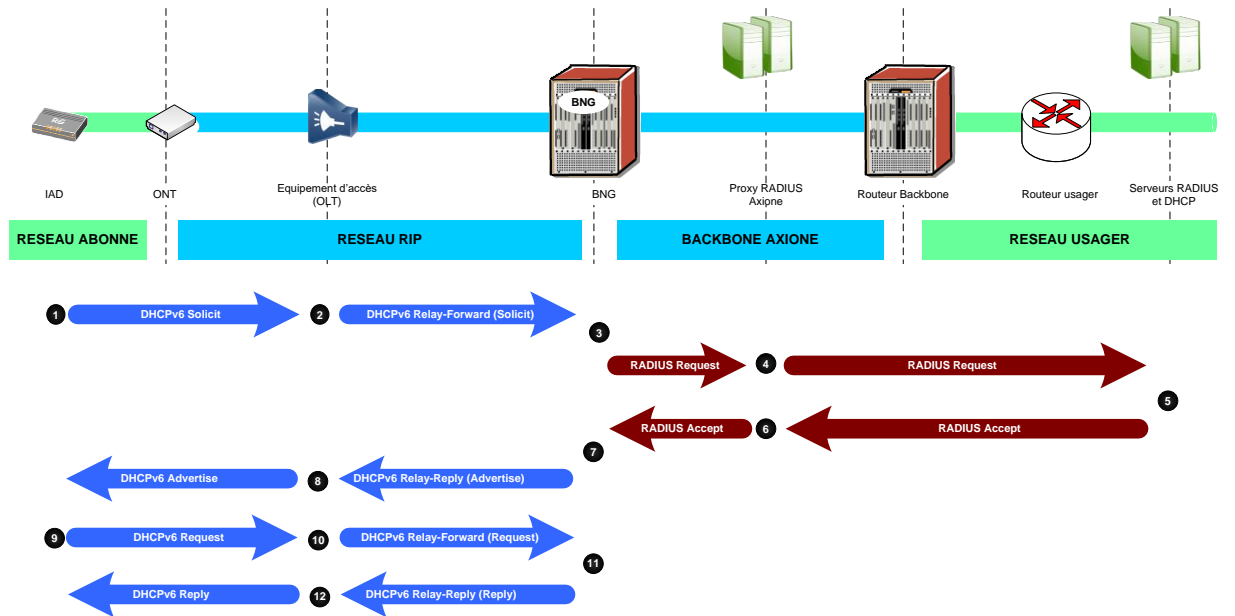 BNG
RG
IAD
ONT
Equipement d'accès
(OLT)
BNG
Proxy RADIUS
Axione
Routeur Backbone
Routeur usager
Serveurs RADIUS
et DHCP
RESEAU ABONNE
RESEAU RIP
BACKBONE AXIONE
RESEAU USAGER
1
DHCPv6 Solicit
2
DHCPv6 Relay-Forward (Solicit)
3
RADIUS Request
4
RADIUS Request
5
RADIUS Accept
6
RADIUS Accept
7
DHCPv6 Advertise
8
DHCPv6 Relay-Reply (Advertise)
9
DHCPv6 Request
10
DHCPv6 Relay-Forward (Request)
11
DHCPv6 Reply
12
DHCPv6 Relay-Reply (Reply)